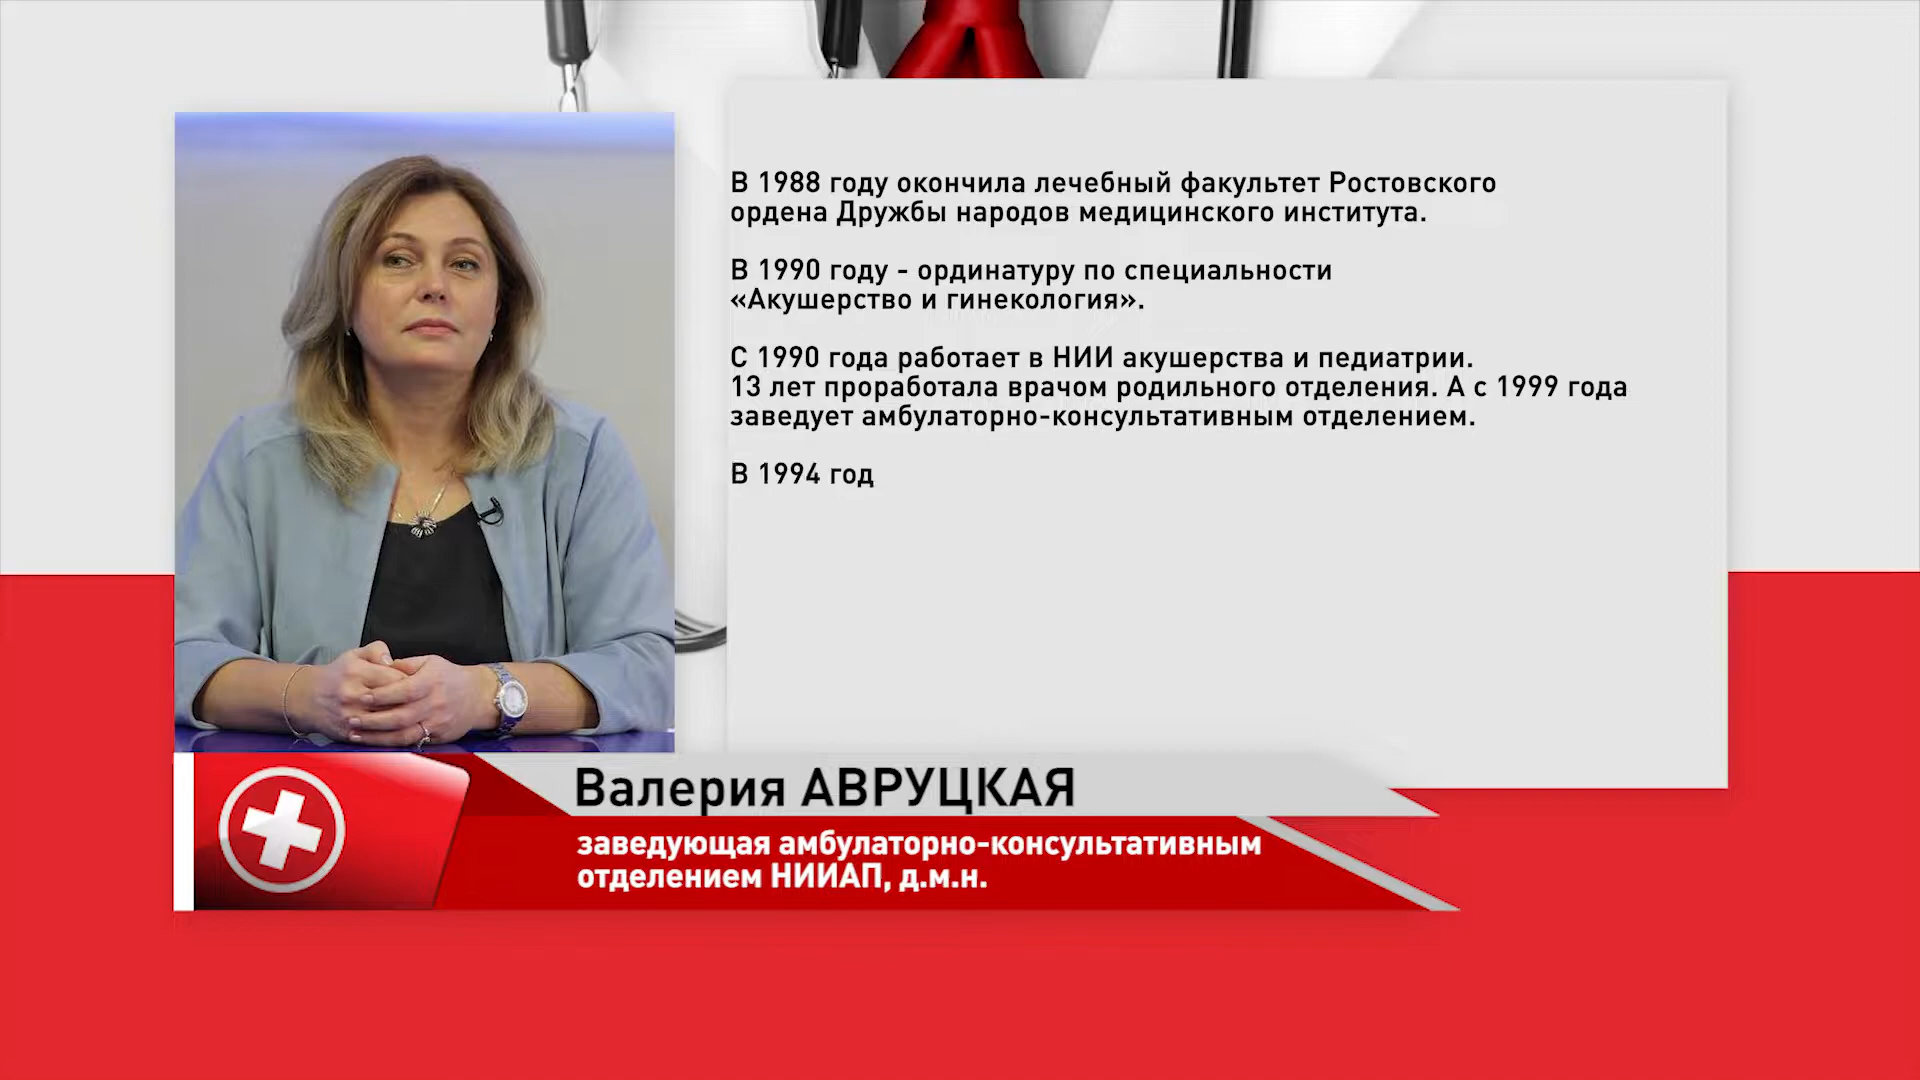 В 1988 году окончила лечебный факультет Ростовского
ордена Дружбы народов медицинского института.
В 1990 году - ординатуру по специальности
«Акушерство и гинекология».
С 1990 года работает в НИИ акушерства и педиатрии.
13 лет проработала врачом родильного отделения. А с 1999 года
заведует амбулаторно-консультативным отделением.
В 1994 год
Валерия АВРУЦКАЯ
заведующая амбулаторно-консультативным
отделением НИИАП, д.м.н.